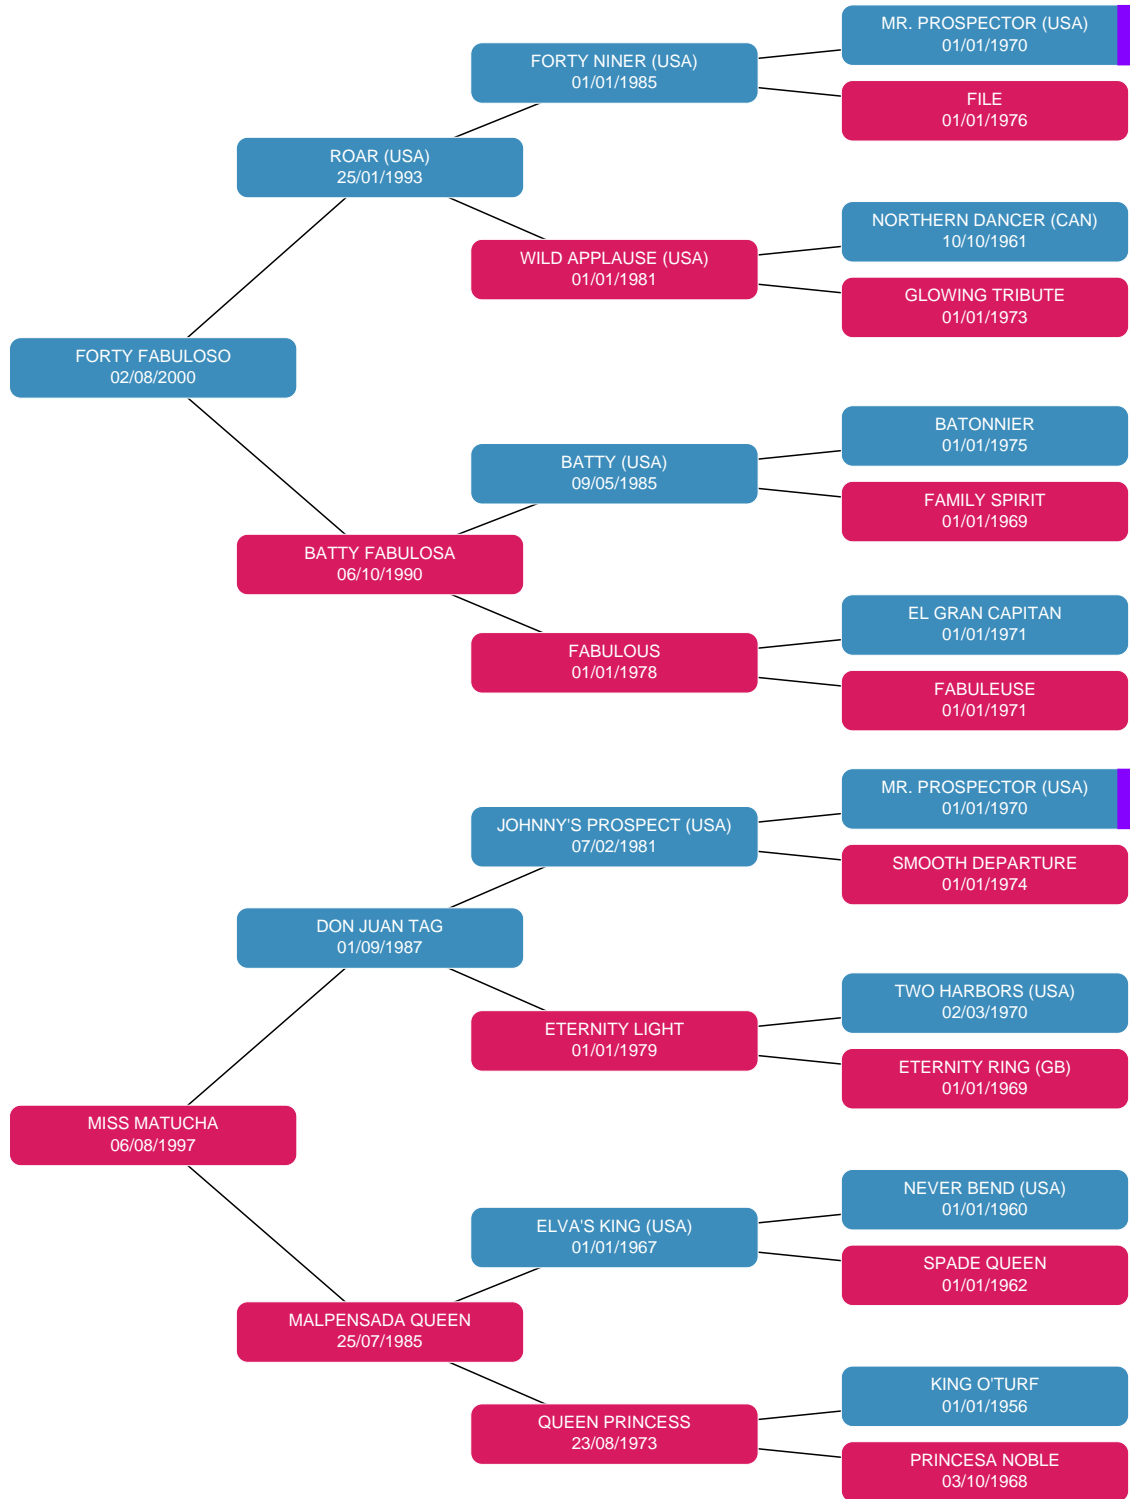 MR. PROSPECTOR (USA)
01/01/1970
FORTY NINER (USA)
01/01/1985
FILE
01/01/1976
ROAR (USA)
25/01/1993
NORTHERN DANCER (CAN)
10/10/1961
WILD APPLAUSE (USA)
01/01/1981
GLOWING TRIBUTE
01/01/1973
FORTY FABULOSO
02/08/2000
BATONNIER
01/01/1975
BATTY (USA)
09/05/1985
FAMILY SPIRIT
01/01/1969
BATTY FABULOSA
06/10/1990
EL GRAN CAPITAN
01/01/1971
FABULOUS
01/01/1978
FABULEUSE
01/01/1971
MR. PROSPECTOR (USA)
01/01/1970
JOHNNY'S PROSPECT (USA)
07/02/1981
SMOOTH DEPARTURE
01/01/1974
DON JUAN TAG
01/09/1987
TWO HARBORS (USA)
02/03/1970
ETERNITY LIGHT
01/01/1979
ETERNITY RING (GB)
01/01/1969
MISS MATUCHA
06/08/1997
NEVER BEND (USA)
01/01/1960
ELVA'S KING (USA)
01/01/1967
SPADE QUEEN
01/01/1962
MALPENSADA QUEEN
25/07/1985
KING O'TURF
01/01/1956
QUEEN PRINCESS
23/08/1973
PRINCESA NOBLE
03/10/1968